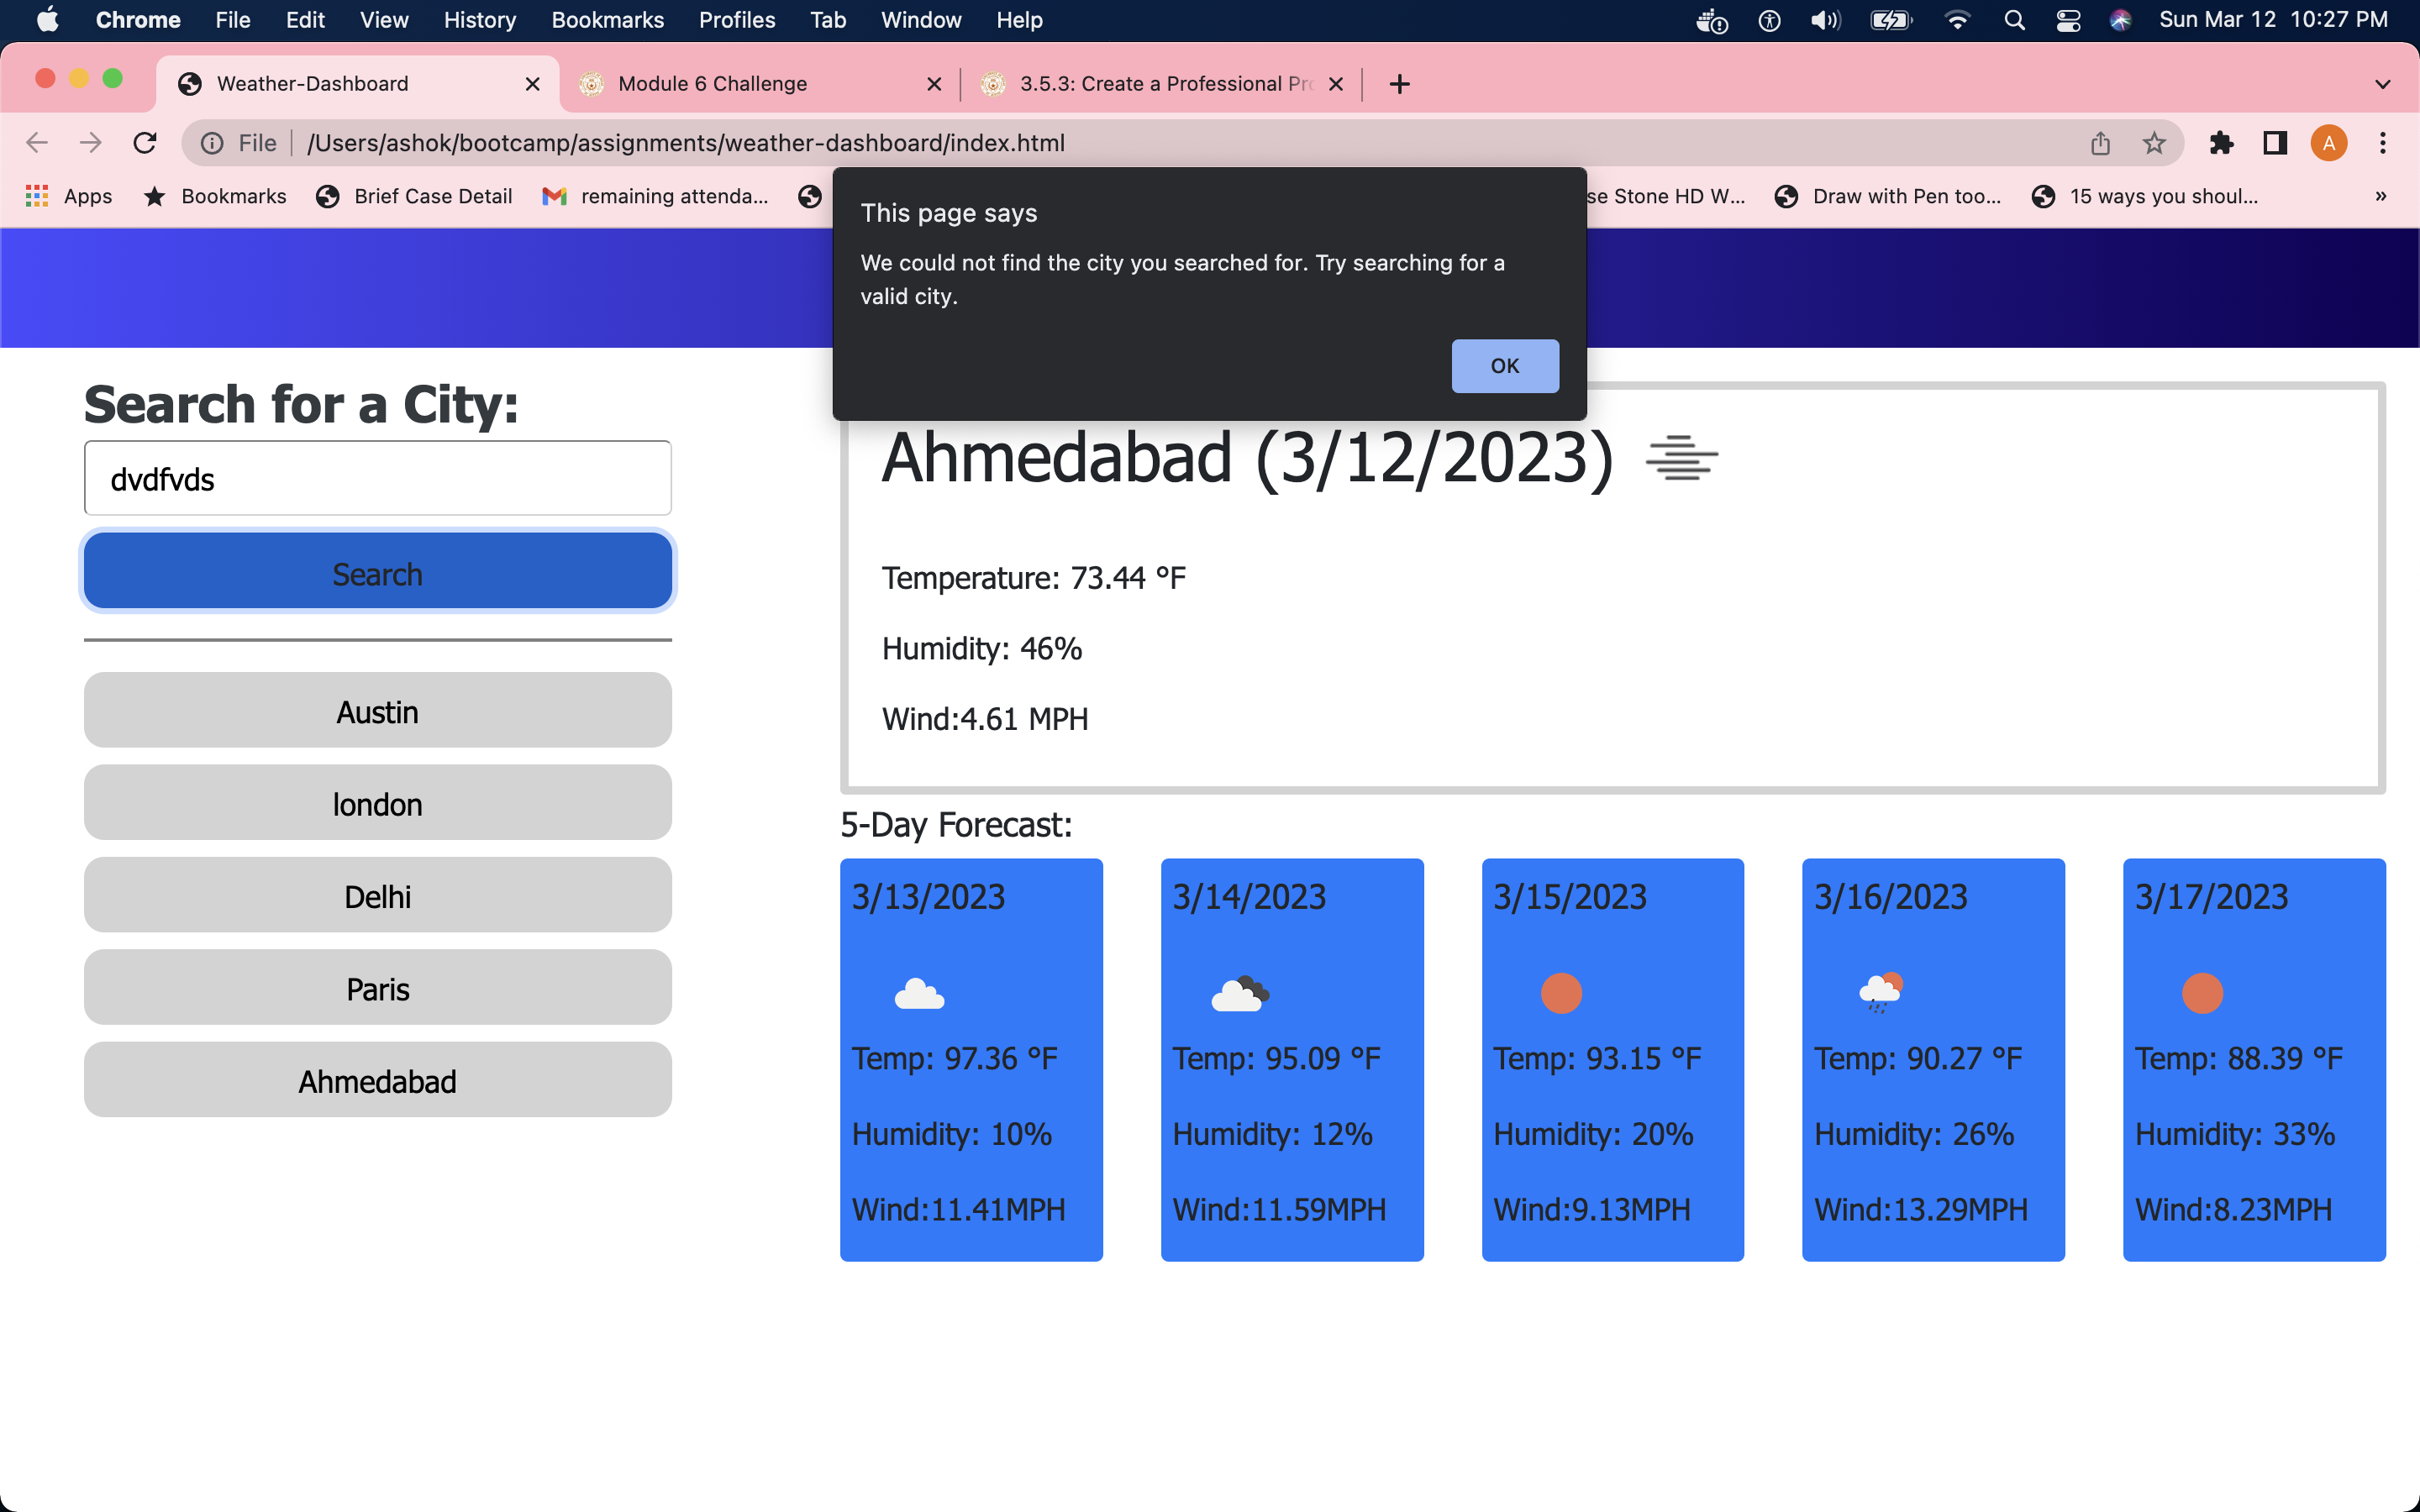 Chrome File Edit View History Bookmarks Profiles Tab Window Help Sun Mar 12 10:27 PM
Weather-Dashboard Module 6 Challenge 3.5.3: Create a Professional Pr
File /Users/ashok/bootcamp/assignments/weather-dashboard/index.html A
Apps Bookmarks Brief Case Detail remaining attenda... se Stone HD W... Draw with Pen too... 15 ways you shoul... »
This page says
We could not find the city you searched for. Try searching for a
valid city.
OK
Search for a City:
dvdfvds
Search
Austin
london
Delhi
Paris
Ahmedabad
Ahmedabad (3/12/2023)
Temperature: 73.44 °F
Humidity: 46%
Wind:4.61 MPH
5-Day Forecast:
3/13/2023
Temp: 97.36 °F
Humidity: 10%
Wind:11.41MPH
3/14/2023
Temp: 95.09 °F
Humidity: 12%
Wind:11.59MPH
3/15/2023
Temp: 93.15 °F
Humidity: 20%
Wind:9.13MPH
3/16/2023
Temp: 90.27 °F
Humidity: 26%
Wind:13.29MPH
3/17/2023
Temp: 88.39 °F
Humidity: 33%
Wind:8.23MPH